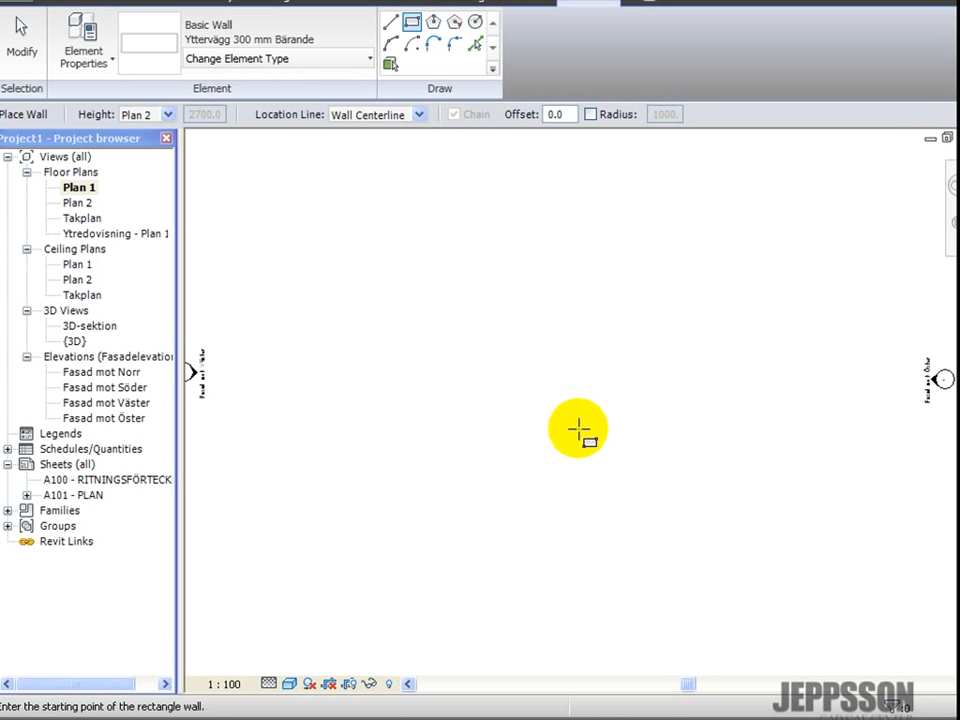 Modify
Element
Properties
Basic Wall
Yttervägg 300 mm Bärande
Change Element Type
Selection
Element
Draw
Place Wall
Height:
Plan 2
2700.0
Location Line:
Wall Centerline
Chain
Offset:
0.0
Radius:
1000.
Project1 - Project browser
Views (all)
Floor Plans
Plan 1
Plan 2
Takplan
Ytredovisning - Plan 1
Ceiling Plans
Plan 1
Plan 2
Takplan
3D Views
3D-sektion
{3D}
Elevations (Fasadelevation
Fasad mot Norr
Fasad mot Söder
Fasad mot Väster
Fasad mot Öster
Legends
Schedules/Quantities
Sheets (all)
A100 - RITNINGSFÖRTECK
A101 - PLAN
Families
Groups
Revit Links
1 : 100
Enter the starting point of the rectangle wall.
JEPPSSON
:0